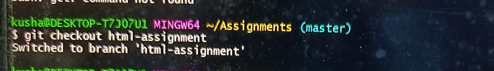 kusha@DESKTOP-T7JO7U1 MINGW64 ~/Assignments (master)
$ git checkout html-assignment
Switched to branch 'html-assignment'